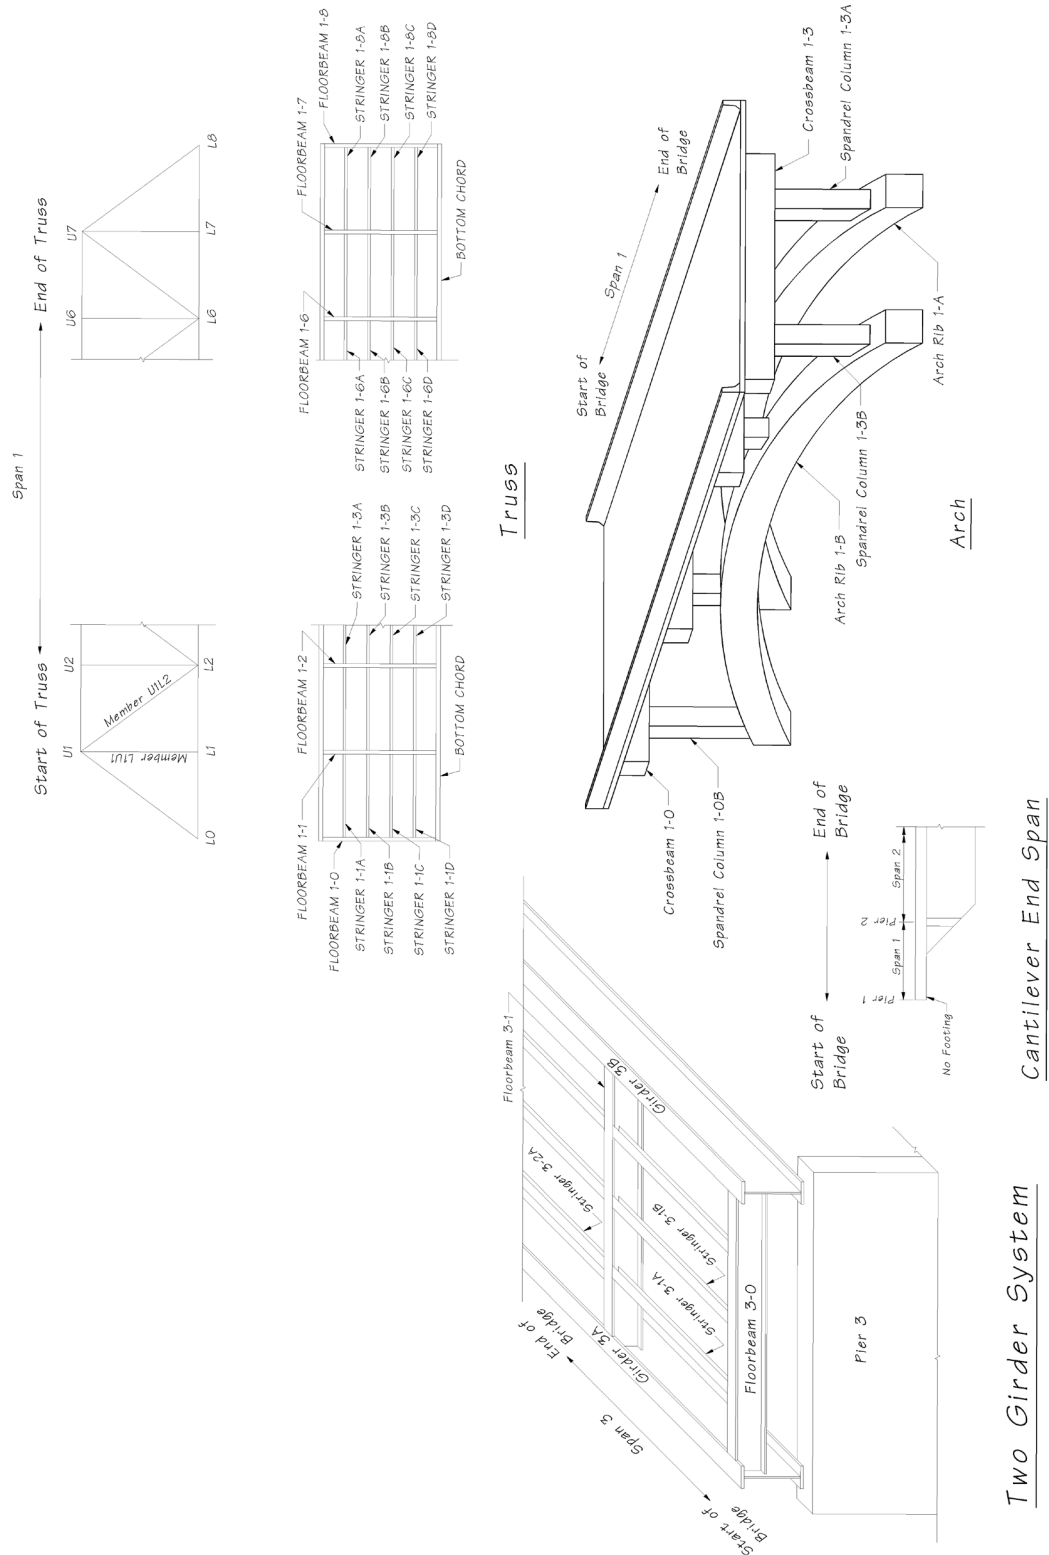 Span 1
Start of Truss
End of Truss
U1
U2
U6
U7
Member L1U1
Member U1L2
L0
L1
L2
L6
L7
L8
FLOORBEAM 1-1
FLOORBEAM 1-2
FLOORBEAM 1-6
FLOORBEAM 1-7
FLOORBEAM 1-0
FLOORBEAM 1-8
STRINGER 1-1A
STRINGER 1-1B
STRINGER 1-1C
STRINGER 1-1D
STRINGER 1-3A
STRINGER 1-3B
STRINGER 1-3C
STRINGER 1-3D
BOTTOM CHORD
STRINGER 1-6A
STRINGER 1-6B
STRINGER 1-6C
STRINGER 1-6D
STRINGER 1-8A
STRINGER 1-8B
STRINGER 1-8C
STRINGER 1-8D
BOTTOM CHORD
Truss
Floorbeam 3-1
End of
Bridge
Span 3
Start of
Bridge
Girder 3A
Girder 3B
Stringer 3-2A
Stringer 3-1A
Stringer 3-1B
Floorbeam 3-0
Pier 3
Two Girder System
Start of
Bridge
End of
Bridge
Span 1
Crossbeam 1-0
Spandrel Column 1-0B
Arch Rib 1-B
Spandrel Column 1-3B
Arch Rib 1-A
Crossbeam 1-3
Spandrel Column 1-3A
Arch
Start of
Bridge
End of
Bridge
Pier 1
Span 1
Pier 2
Span 2
No Footing
Cantilever End Span